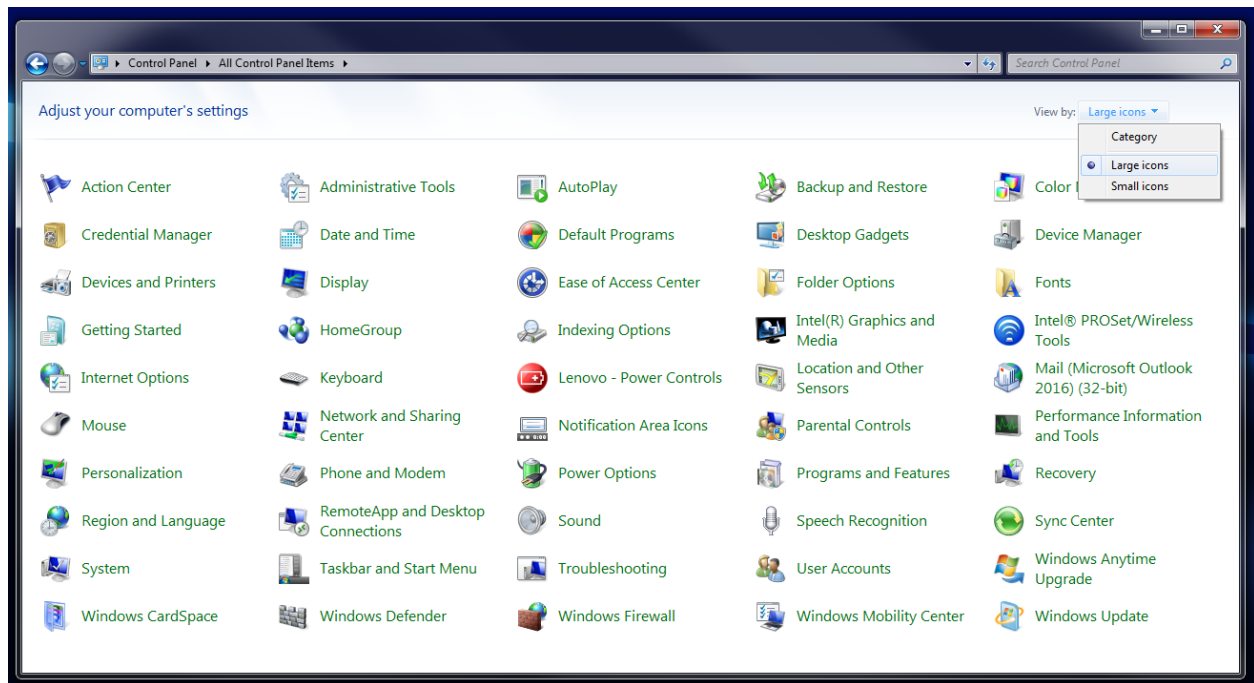 Control Panel ▸ All Control Panel Items ▸
Search Control Panel
Adjust your computer's settings
View by: Large icons
Category
Large icons
Small icons
Action Center
Administrative Tools
AutoPlay
Backup and Restore
Color
Credential Manager
Date and Time
Default Programs
Desktop Gadgets
Device Manager
Devices and Printers
Display
Ease of Access Center
Folder Options
Fonts
Getting Started
HomeGroup
Indexing Options
Intel(R) Graphics and
Media
Intel® PROSet/Wireless
Tools
Internet Options
Keyboard
Lenovo - Power Controls
Location and Other
Sensors
Mail (Microsoft Outlook
2016) (32-bit)
Mouse
Network and Sharing
Center
Notification Area Icons
Parental Controls
Performance Information
and Tools
Personalization
Phone and Modem
Power Options
Programs and Features
Recovery
Region and Language
RemoteApp and Desktop
Connections
Sound
Speech Recognition
Sync Center
System
Taskbar and Start Menu
Troubleshooting
User Accounts
Windows Anytime
Upgrade
Windows CardSpace
Windows Defender
Windows Firewall
Windows Mobility Center
Windows Update